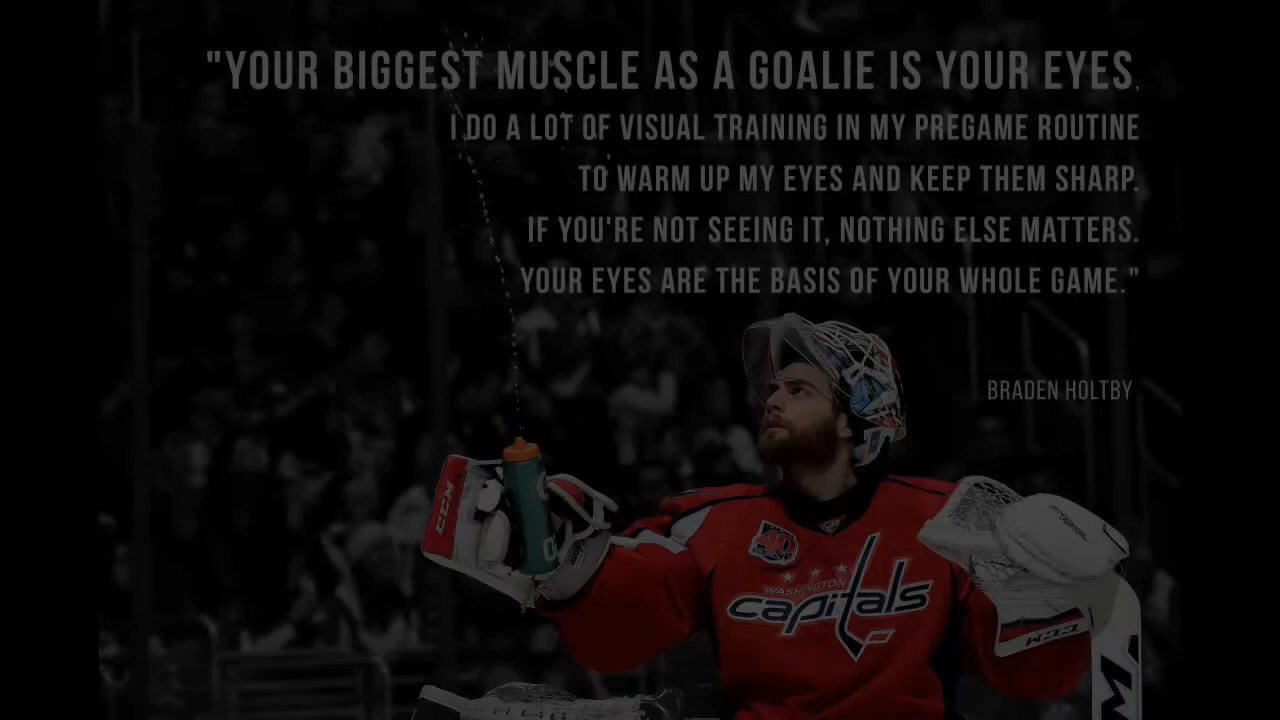 "YOUR BIGGEST MUSCLE AS A GOALIE IS YOUR EYES.
I DO A LOT OF VISUAL TRAINING IN MY PREGAME ROUTINE
TO WARM UP MY EYES AND KEEP THEM SHARP.
IF YOU'RE NOT SEEING IT, NOTHING ELSE MATTERS.
YOUR EYES ARE THE BASIS OF YOUR WHOLE GAME."
BRADEN HOLTBY
CCM
40
WASHINGTON
capitals
CCM